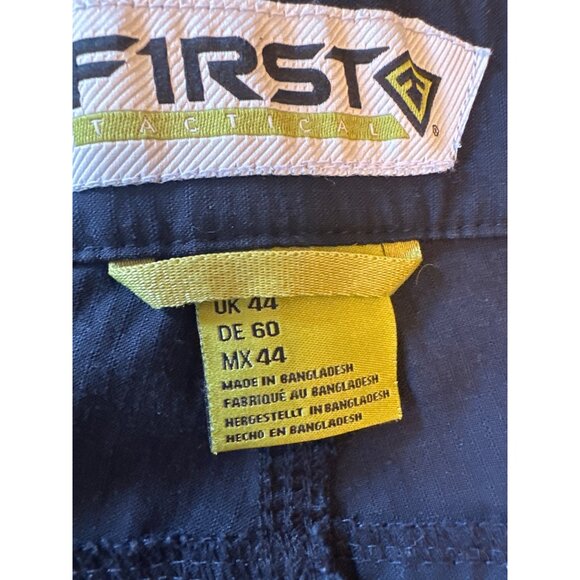 F1RST
TACTICAL
®
UK 44
DE 60
MX 44
MADE IN BANGLADESH
FABRIQUÉ AU BANGLADESH
HERGESTELLT IN BANGLADESH
HECHO EN BANGLADESH